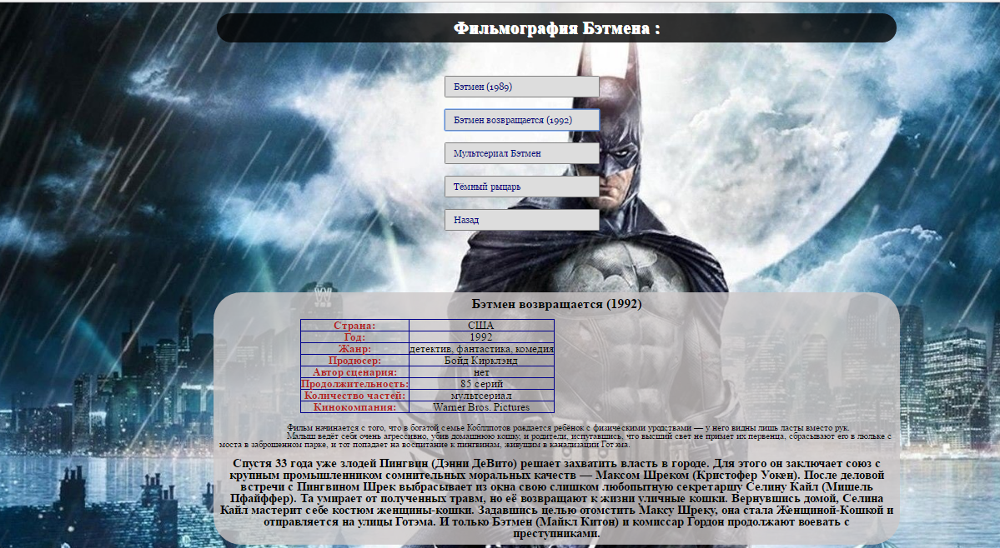 Фильмография Бэтмена :
Бэтмен (1989)
Бэтмен возвращается (1992)
Мультсериал Бэтмен
Тёмный рыцарь
Назад
Бэтмен возвращается (1992)
Страна: США
Год: 1992
Жанр: детектив, фантастика, комедия
Продюсер: Бойд Кирклэнд
Автор сценария: нет
Продолжительность: 85 серий
Количество частей: мультсериал
Кинокомпания: Warner Bros. Pictures
Фильм начинается с того, что в богатой семье Кобллпотов рождается ребёнок с физическими уродствами — у него видны лишь ласты вместо рук.
Малыш ведёт себя очень агрессивно, убив домашнюю кошку, и родители, испугавшись, что высший свет не примет их первенца, сбрасывают его в люльке с
моста в заброшенном парке, и тот попадает на воспитание к пингвинам, живущим в канализации Готэма.
Спустя 33 года уже злодей Пингвин (Дэнни ДеВито) решает захватить власть в городе. Для этого он заключает союз с
крупным промышленником сомнительных моральных качеств — Максом Шреком (Кристофер Уокен). После деловой
встречи с Пингвином Шрек выбрасывает из окна свою слишком любопытную секретаршу Селину Кайл (Мишель
Пфайффер). Та умирает от полученных травм, но её возвращают к жизни уличные кошки. Вернувшись домой, Селина
Кайл мастерит себе костюм женщины-кошки. Задавшись целью отомстить Максу Шреку, она стала Женщиной-Кошкой и
отправляется на улицы Готэма. И только Бэтмен (Майкл Китон) и комиссар Гордон продолжают воевать с
преступниками.